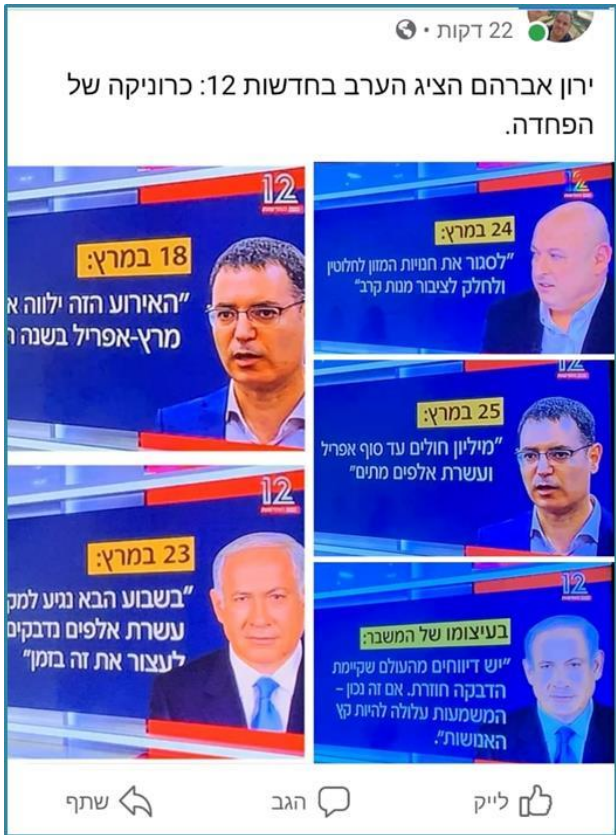 22 דקות
ירון אברהם הציג הערב בחדשות 12: כרוניקה של
הפחדה.
12
24 במרץ:
"לסגור את חנויות המזון לחלוטין
ולחלק לציבור מנות קרב"
12
18 במרץ:
"האירוע הזה ילווה א
מרץ-אפריל בשנה ה
12
25 במרץ:
"מיליון חולים עד סוף אפריל
ועשרת אלפים מתים"
12
23 במרץ:
"בשבוע הבא נגיע למק
עשרת אלפים נדבקים
לעצור את זה בזמן"
12
בעיצומו של המשבר:
"יש דיווחים מהעולם שקיימת
הדבקה חוזרת. אם זה נכון –
המשמעות עלולה להיות קץ
האנושות".
לייק
הגב
שתף